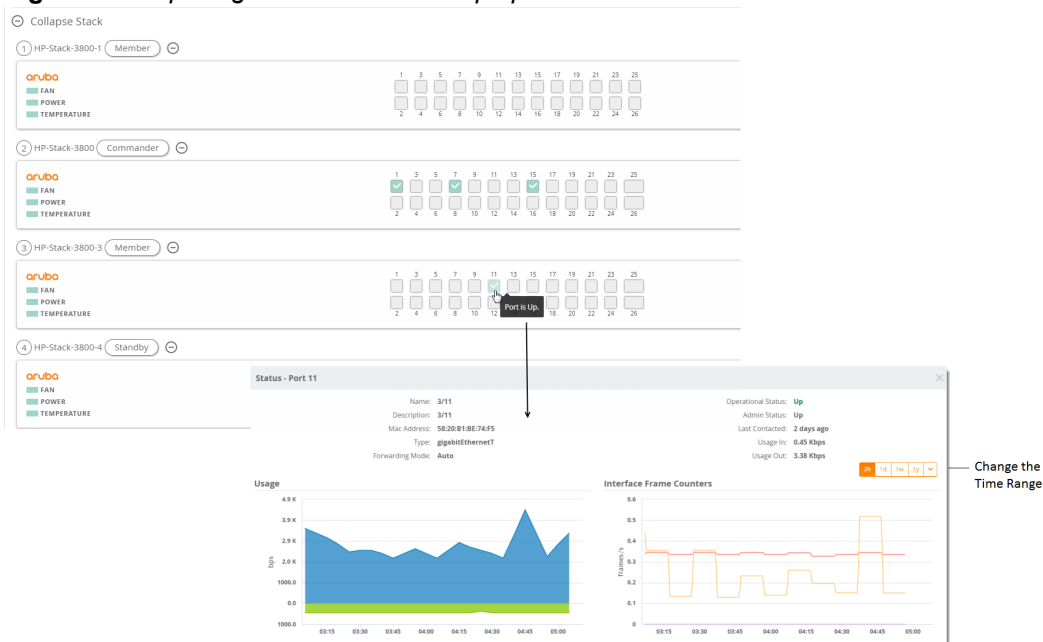 Collapse Stack
1 HP-Stack-3800-1 Member
aruba
FAN
POWER
TEMPERATURE
1 3 5 7 9 11 13 15 17 19 21 23 25
2 4 6 8 10 12 14 16 18 20 22 24 26
2 HP-Stack-3800 Commander
aruba
FAN
POWER
TEMPERATURE
1 3 5 7 9 11 13 15 17 19 21 23 25
2 4 6 8 10 12 14 16 18 20 22 24 26
3 HP-Stack-3800-3 Member
aruba
FAN
POWER
TEMPERATURE
1 3 5 7 9 11 13 15 17 19 21 23 25
Port is Up.
2 4 6 8 10 12 18 20 22 24 26
4 HP-Stack-3800-4 Standby
aruba
FAN
POWER
TEMPERATURE
Status - Port 11
Name: 3/11
Description: 3/11
Mac Address: 58:20:B1:BE:74:F5
Type: gigabitEthernetT
Forwarding Mode: Auto
Operational Status: Up
Admin Status: Up
Last Contacted: 2 days ago
Usage In: 0.45 Kbps
Usage Out: 3.38 Kbps
2h 1d 1w 1y
Change the
Time Range
Usage
4.9 K
3.9 K
2.9 K
2.0 K
1000.0
0.0
1000.0
bps
03:15 03:30 03:45 04:00 04:15 04:30 04:45 05:00
Interface Frame Counters
0.6
0.5
0.4
0.3
0.2
0.1
0
frames/s
03:15 03:30 03:45 04:00 04:15 04:30 04:45 05:00